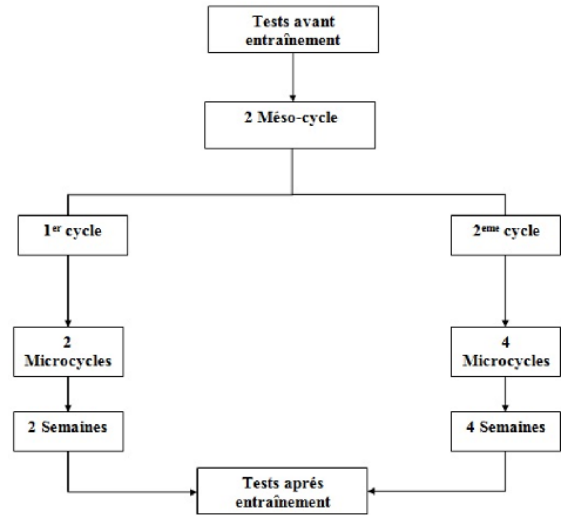 Tests avant
entraînement
2 Méso-cycle
1er cycle
2eme cycle
2
Microcycles
4
Microcycles
2 Semaines
4 Semaines
Tests aprés
entraînement